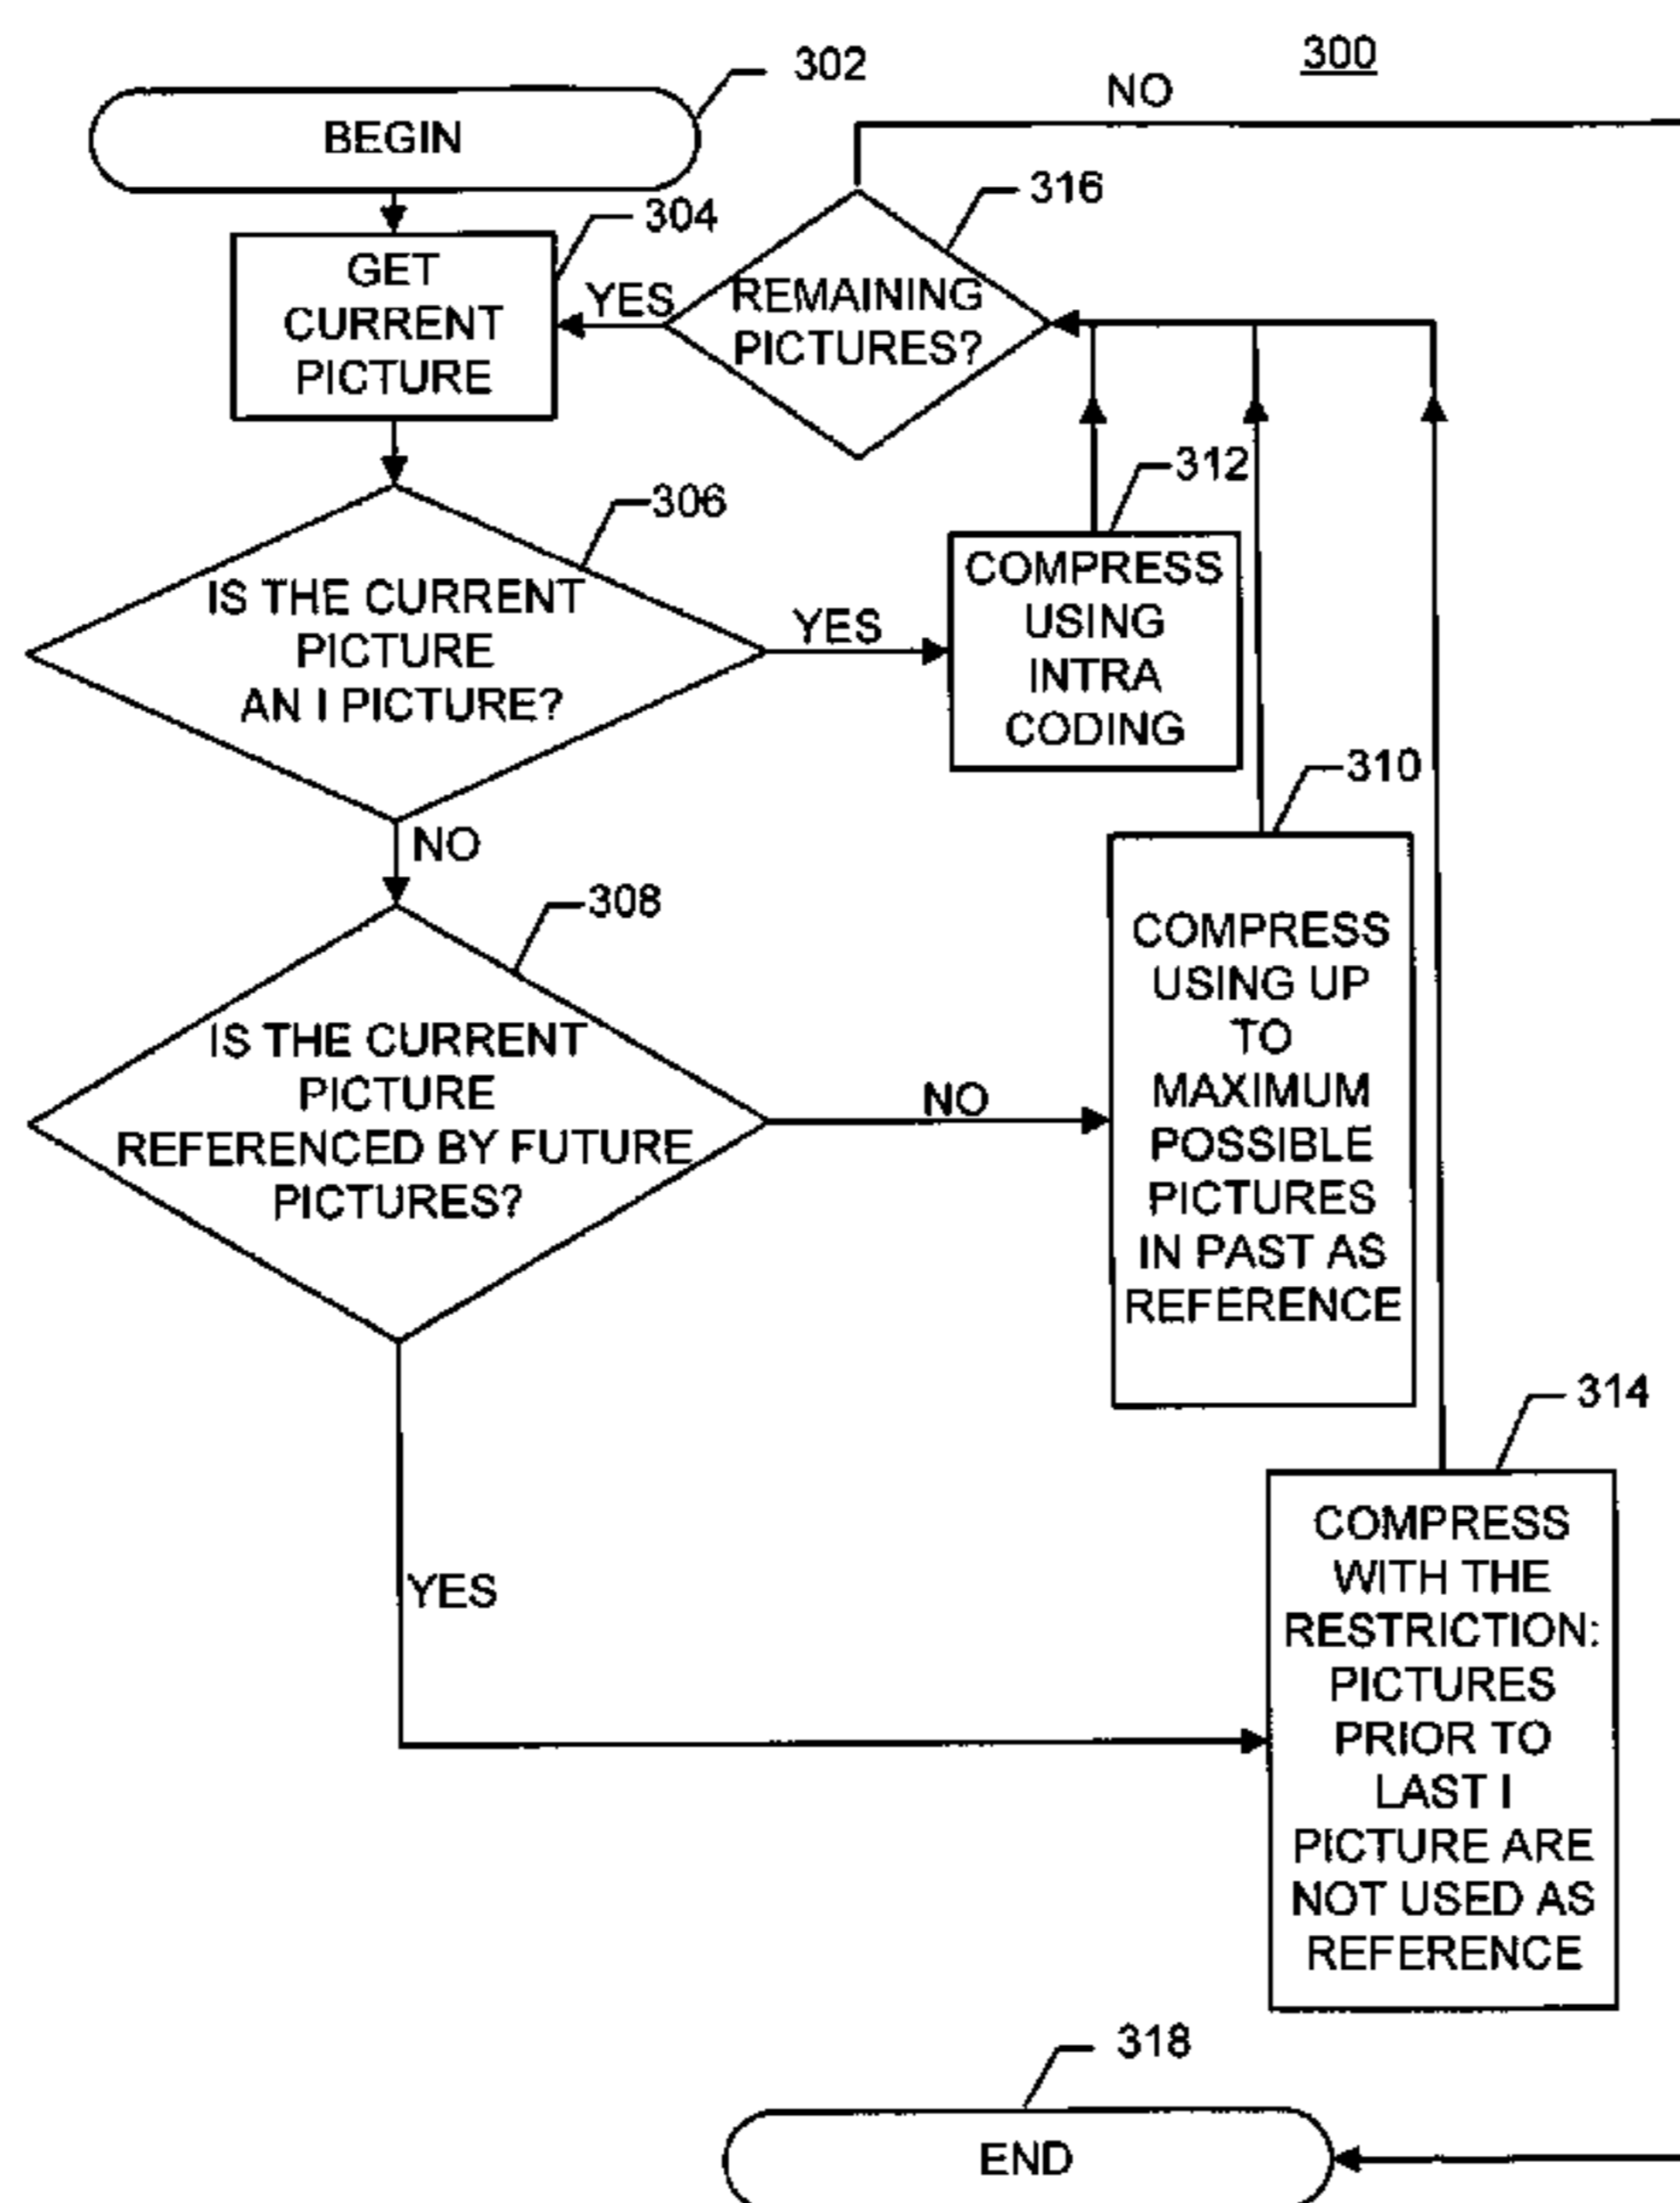 300
302
BEGIN
NO
316
304
GET
CURRENT
PICTURE
YES
REMAINING
PICTURES?
312
306
COMPRESS
USING
INTRA
CODING
IS THE CURRENT
PICTURE
AN I PICTURE?
YES
310
NO
308
COMPRESS
USING UP
TO
MAXIMUM
POSSIBLE
PICTURES
IN PAST AS
REFERENCE
IS THE CURRENT
PICTURE
REFERENCED BY FUTURE
PICTURES?
NO
314
YES
COMPRESS
WITH THE
RESTRICTION:
PICTURES
PRIOR TO
LAST I
PICTURE ARE
NOT USED AS
REFERENCE
318
END